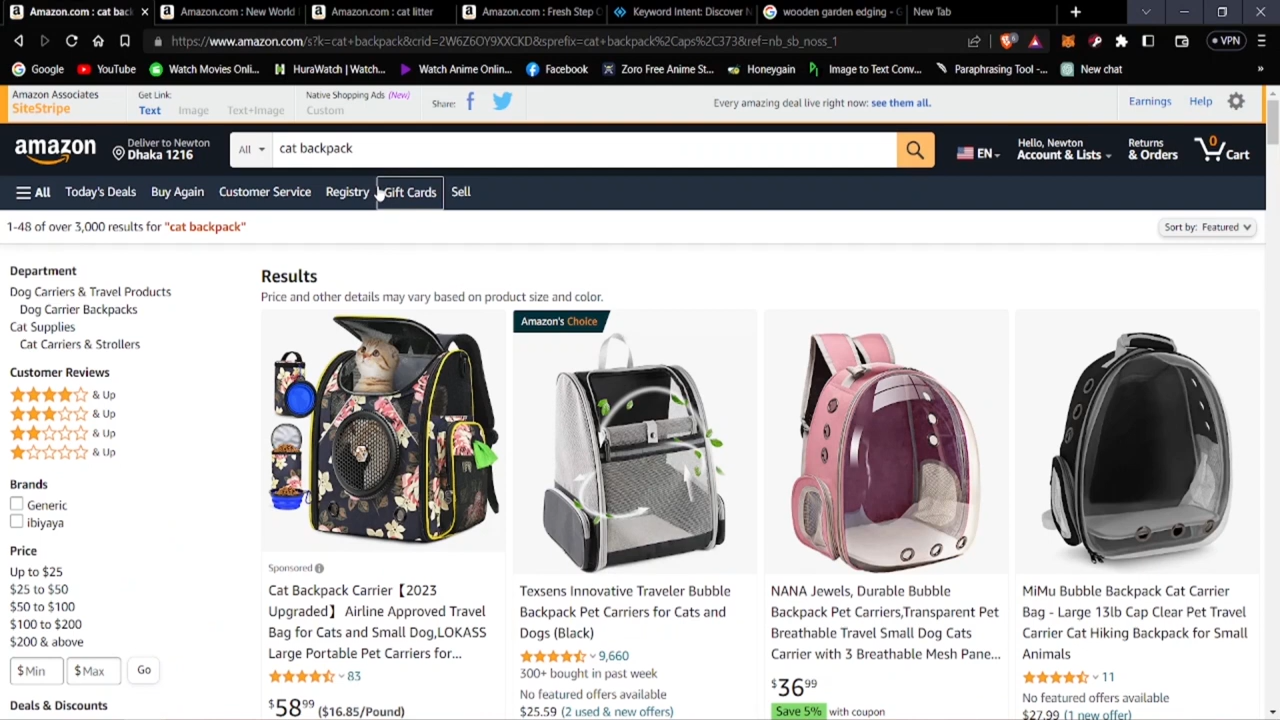 Amazon.com : cat bac
Amazon.com : New World
Amazon.com : cat litter
Amazon.com : Fresh Step C
Keyword Intent: Discover N
wooden garden edging - G
New Tab
https://www.amazon.com/s?k=cat+backpack&crid=2W6Z6OY9XXCKD&sprefix=cat+backpack%2Caps%2C373&ref=nb_sb_noss_1
VPN
Google
YouTube
Watch Movies Onli...
HuraWatch | Watch...
Watch Anime Onlin...
Facebook
Zoro Free Anime St...
Honeygain
Image to Text Conv...
Paraphrasing Tool -...
New chat
Amazon Associates
SiteStripe
Get Link:
Text Image Text+Image
Native Shopping Ads (New)
Custom
Share:
Every amazing deal live right now: see them all.
Earnings Help
amazon
Deliver to Newton
Dhaka 1216
All
cat backpack
EN
Hello, Newton
Account & Lists
Returns
& Orders
0
Cart
All Today's Deals Buy Again Customer Service Registry Gift Cards Sell
1-48 of over 3,000 results for "cat backpack"
Sort by: Featured
Department
Dog Carriers & Travel Products
Dog Carrier Backpacks
Cat Supplies
Cat Carriers & Strollers
Customer Reviews
& Up
& Up
& Up
& Up
Brands
Generic
ibiyaya
Price
Up to $25
$25 to $50
$50 to $100
$100 to $200
$200 & above
$ Min $ Max Go
Deals & Discounts
Results
Price and other details may vary based on product size and color.
Sponsored
Cat Backpack Carrier【2023
Upgraded】 Airline Approved Travel
Bag for Cats and Small Dog,LOKASS
Large Portable Pet Carriers for...
83
$5899 ($16.85/Pound)
Amazon's Choice
Texsens Innovative Traveler Bubble
Backpack Pet Carriers for Cats and
Dogs (Black)
9,660
300+ bought in past week
No featured offers available
$25.59 (2 used & new offers)
NANA Jewels, Durable Bubble
Backpack Pet Carriers,Transparent Pet
Breathable Travel Small Dog Cats
Carrier with 3 Breathable Mesh Pane...
$3699
Save 5% with coupon
MiMu Bubble Backpack Cat Carrier
Bag - Large 13lb Cap Clear Pet Travel
Carrier Cat Hiking Backpack for Small
Animals
11
No featured offers available
$27.99 (1 new offer)